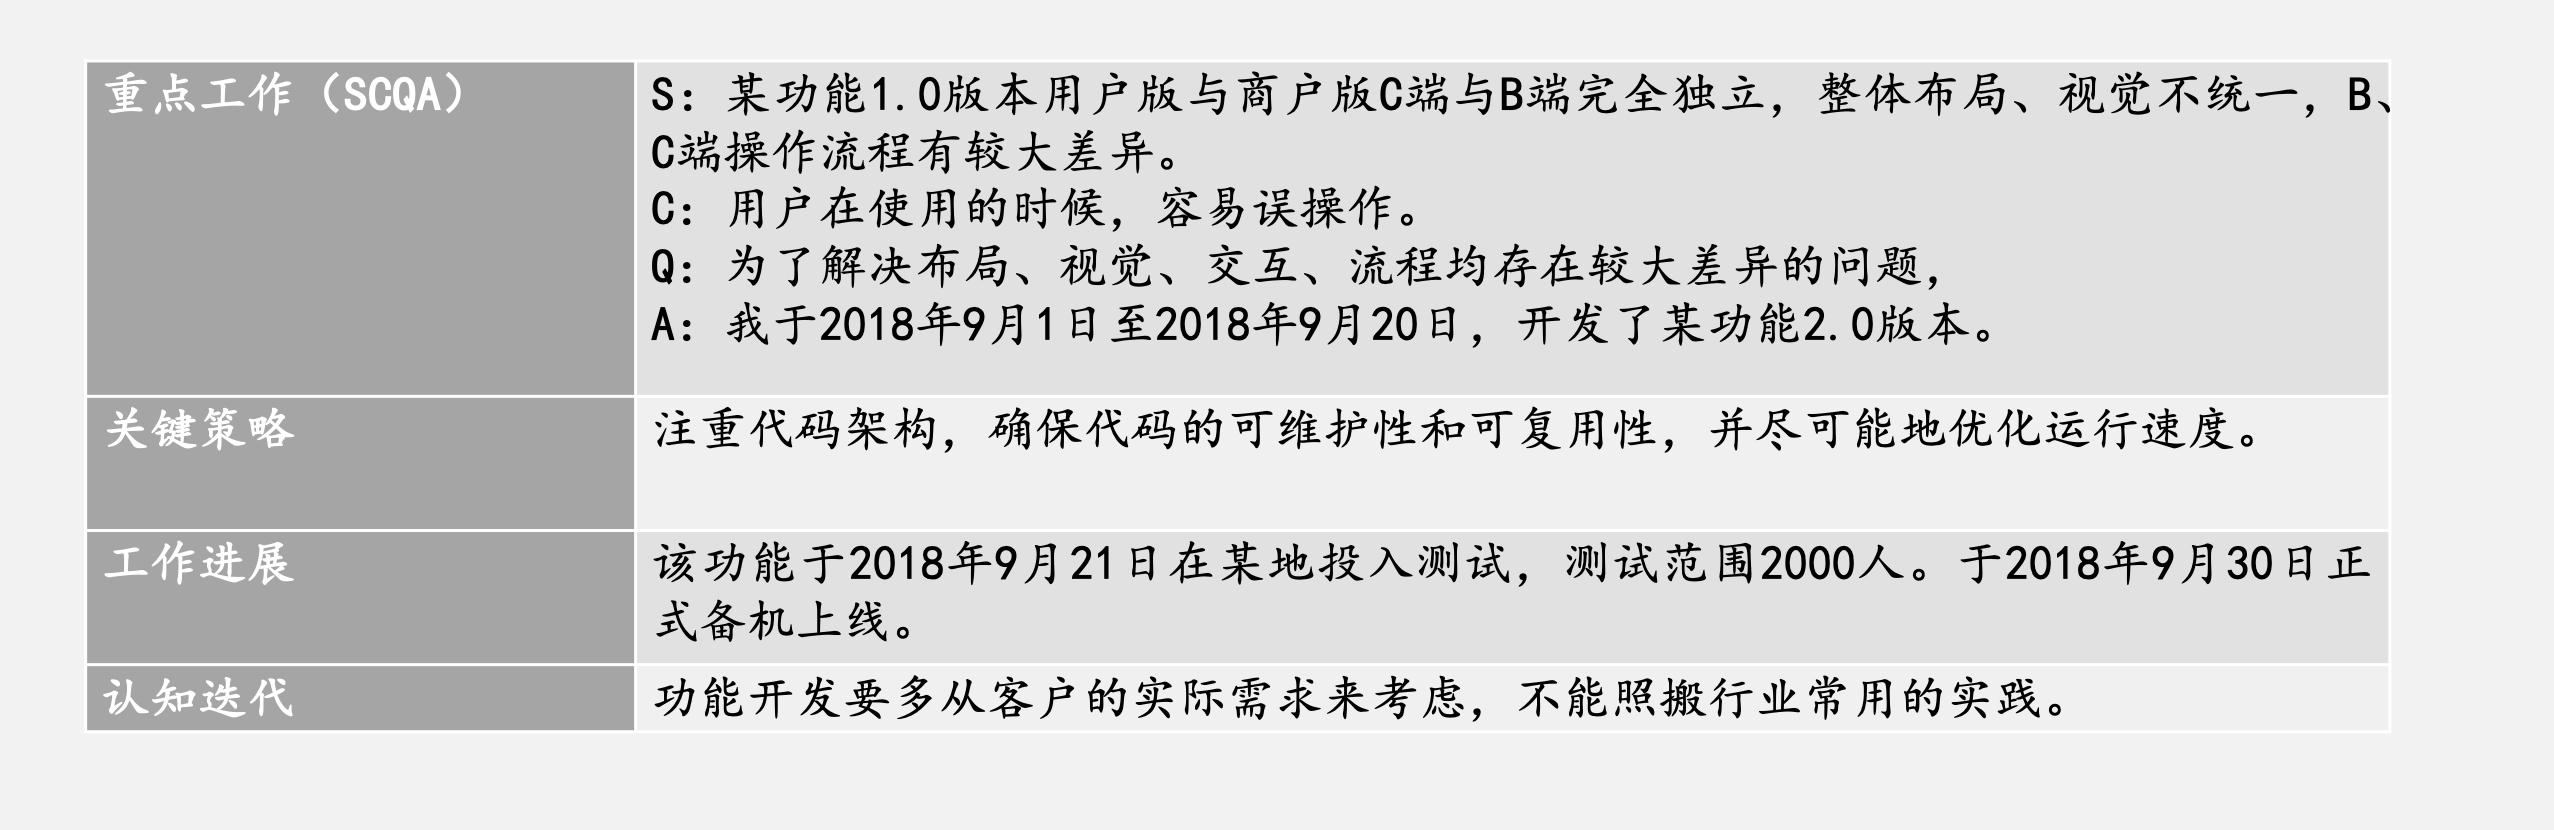 重点工作（SCQA）
S：某功能1.0版本用户版与商户版C端与B端完全独立，整体布局、视觉不统一，B、
C端操作流程有较大差异。
C：用户在使用的时候，容易误操作。
Q：为了解决布局、视觉、交互、流程均存在较大差异的问题，
A：我于2018年9月1日至2018年9月20日，开发了某功能2.0版本。
关键策略
注重代码架构，确保代码的可维护性和可复用性，并尽可能地优化运行速度。
工作进展
该功能于2018年9月21日在某地投入测试，测试范围2000人。于2018年9月30日正
式备机上线。
认知迭代
功能开发要多从客户的实际需求来考虑，不能照搬行业常用的实践。